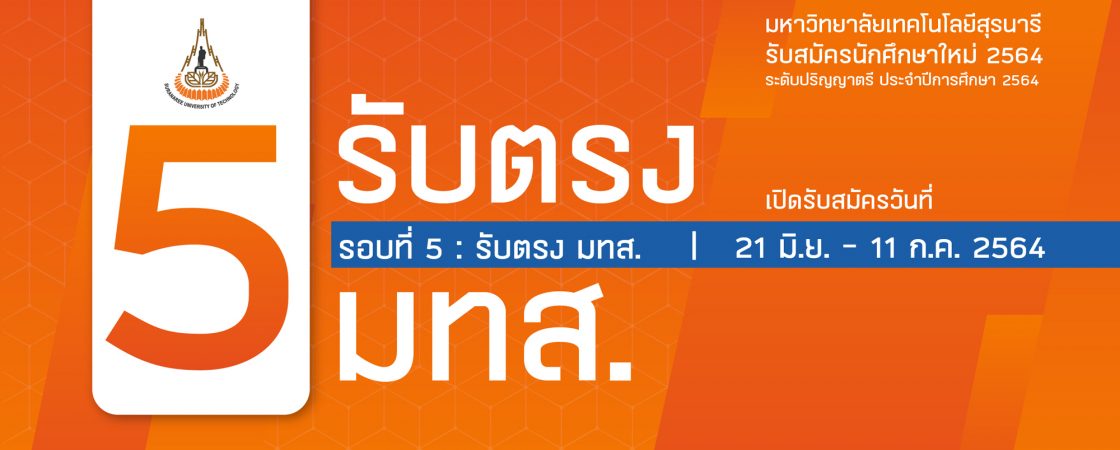 SURANAREE UNIVERSITY OF TECHNOLOGY
5
รับตรง
รอบที่ 5 : รับตรง มทส. | 21 มิ.ย. - 11 ก.ค. 2564
มทส.
มหาวิทยาลัยเทคโนโลยีสุรนารี
รับสมัครนักศึกษาใหม่ 2564
ระดับปริญญาตรี ประจำปีการศึกษา 2564
เปิดรับสมัครวันที่